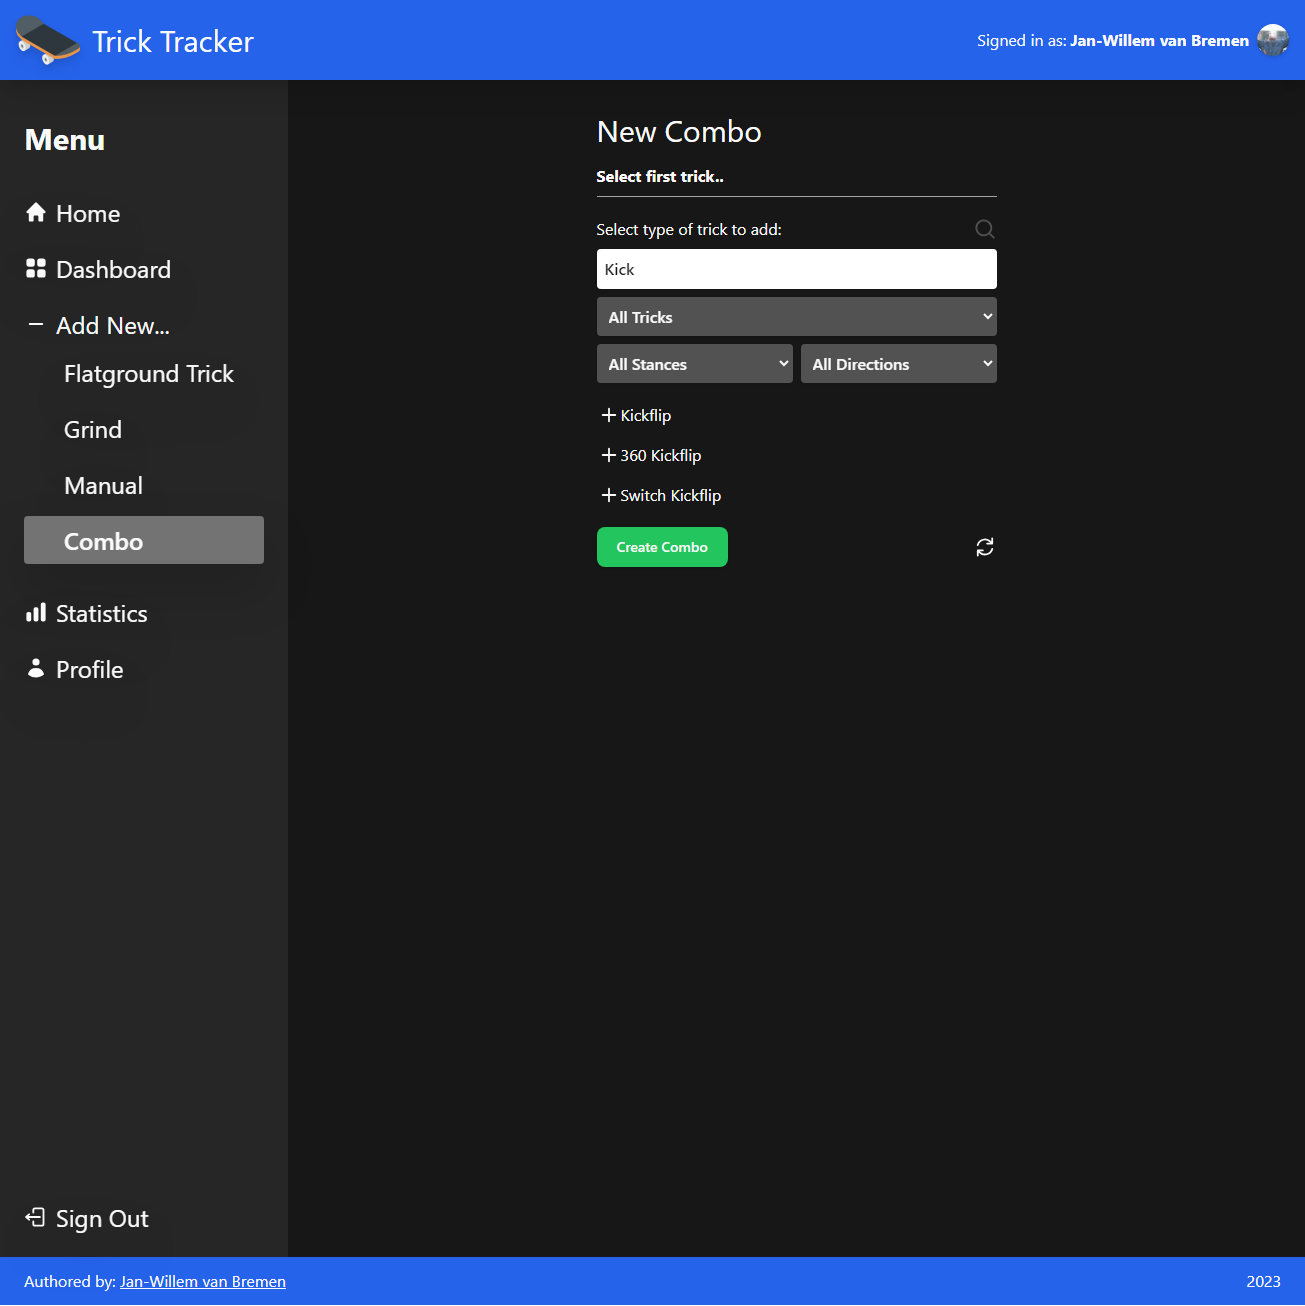 Trick Tracker
Signed in as: Jan-Willem van Bremen
Menu
Home
Dashboard
Add New...
Flatground Trick
Grind
Manual
Combo
Statistics
Profile
Sign Out
New Combo
Select first trick..
Select type of trick to add:
Kick
All Tricks
All Stances All Directions
Kickflip
360 Kickflip
Switch Kickflip
Create Combo
Authored by: Jan-Willem van Bremen
2023